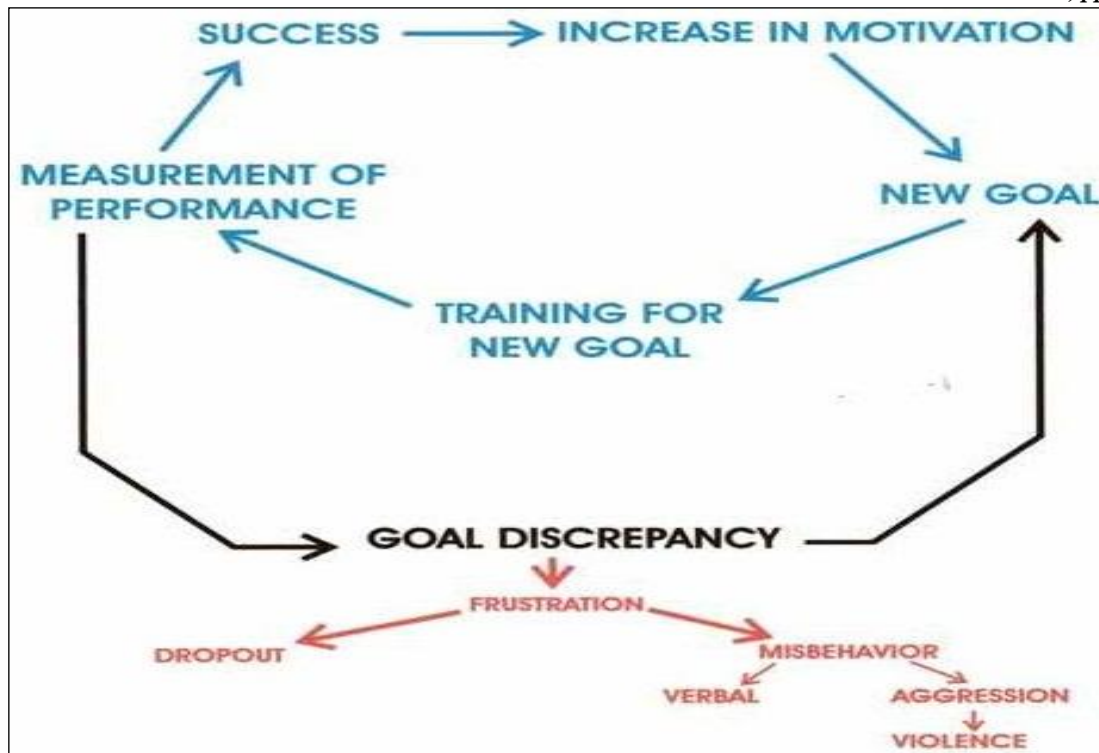 SUCCESS
INCREASE IN MOTIVATION
MEASUREMENT OF
PERFORMANCE
NEW GOAL
TRAINING FOR
NEW GOAL
GOAL DISCREPANCY
FRUSTRATION
DROPOUT
MISBEHAVIOR
VERBAL
AGGRESSION
VIOLENCE